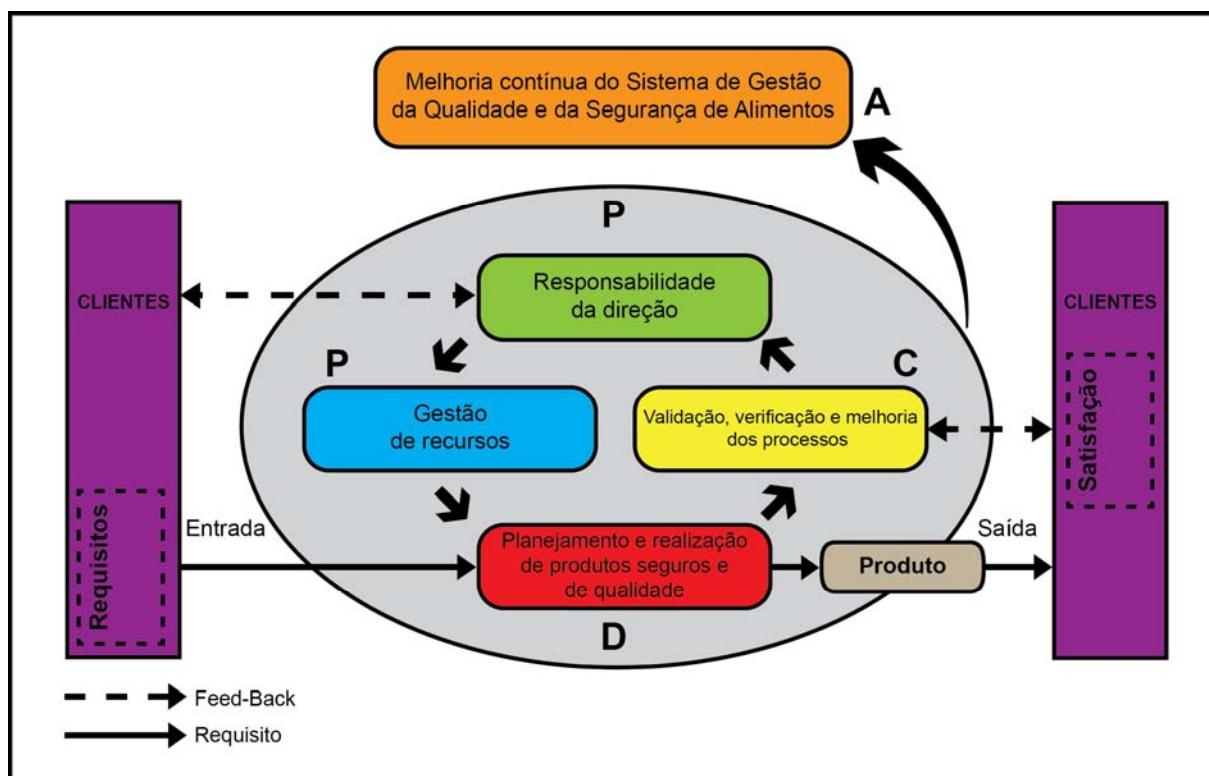 Melhoria contínua do Sistema de Gestão
da Qualidade e da Segurança de Alimentos
A
P
CLIENTES
Responsabilidade
da direção
CLIENTES
P
C
Gestão
de recursos
Validação, verificação e melhoria
dos processos
Satisfação
Requisitos
Entrada
Planejamento e realização
de produtos seguros e
de qualidade
Produto
Saída
D
Feed-Back
Requisito